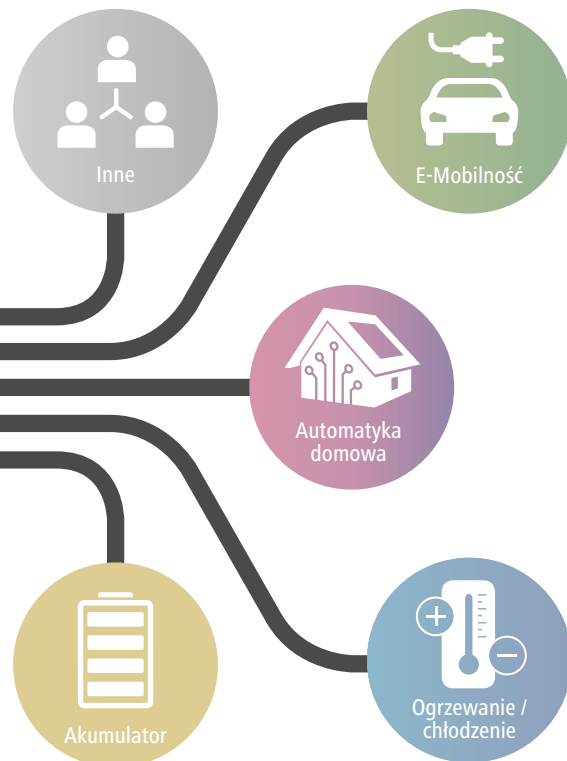 Inne
E-Mobilność
Automatyka
domowa
Akumulator
Ogrzewanie /
chłodzenie